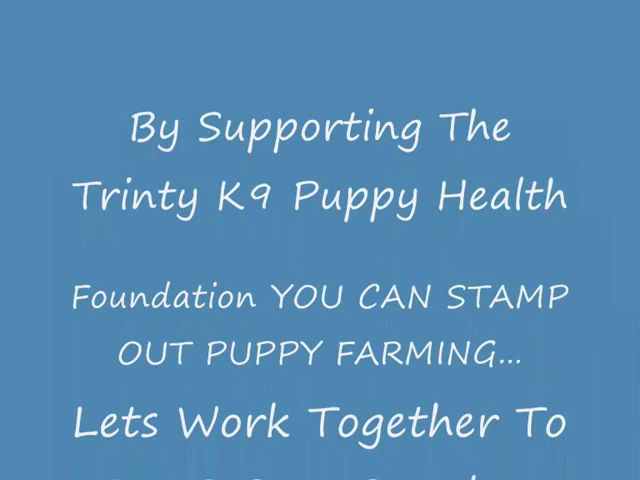 By Supporting The
Trinty K9 Puppy Health
Foundation YOU CAN STAMP
OUT PUPPY FARMING...
Lets Work Together To